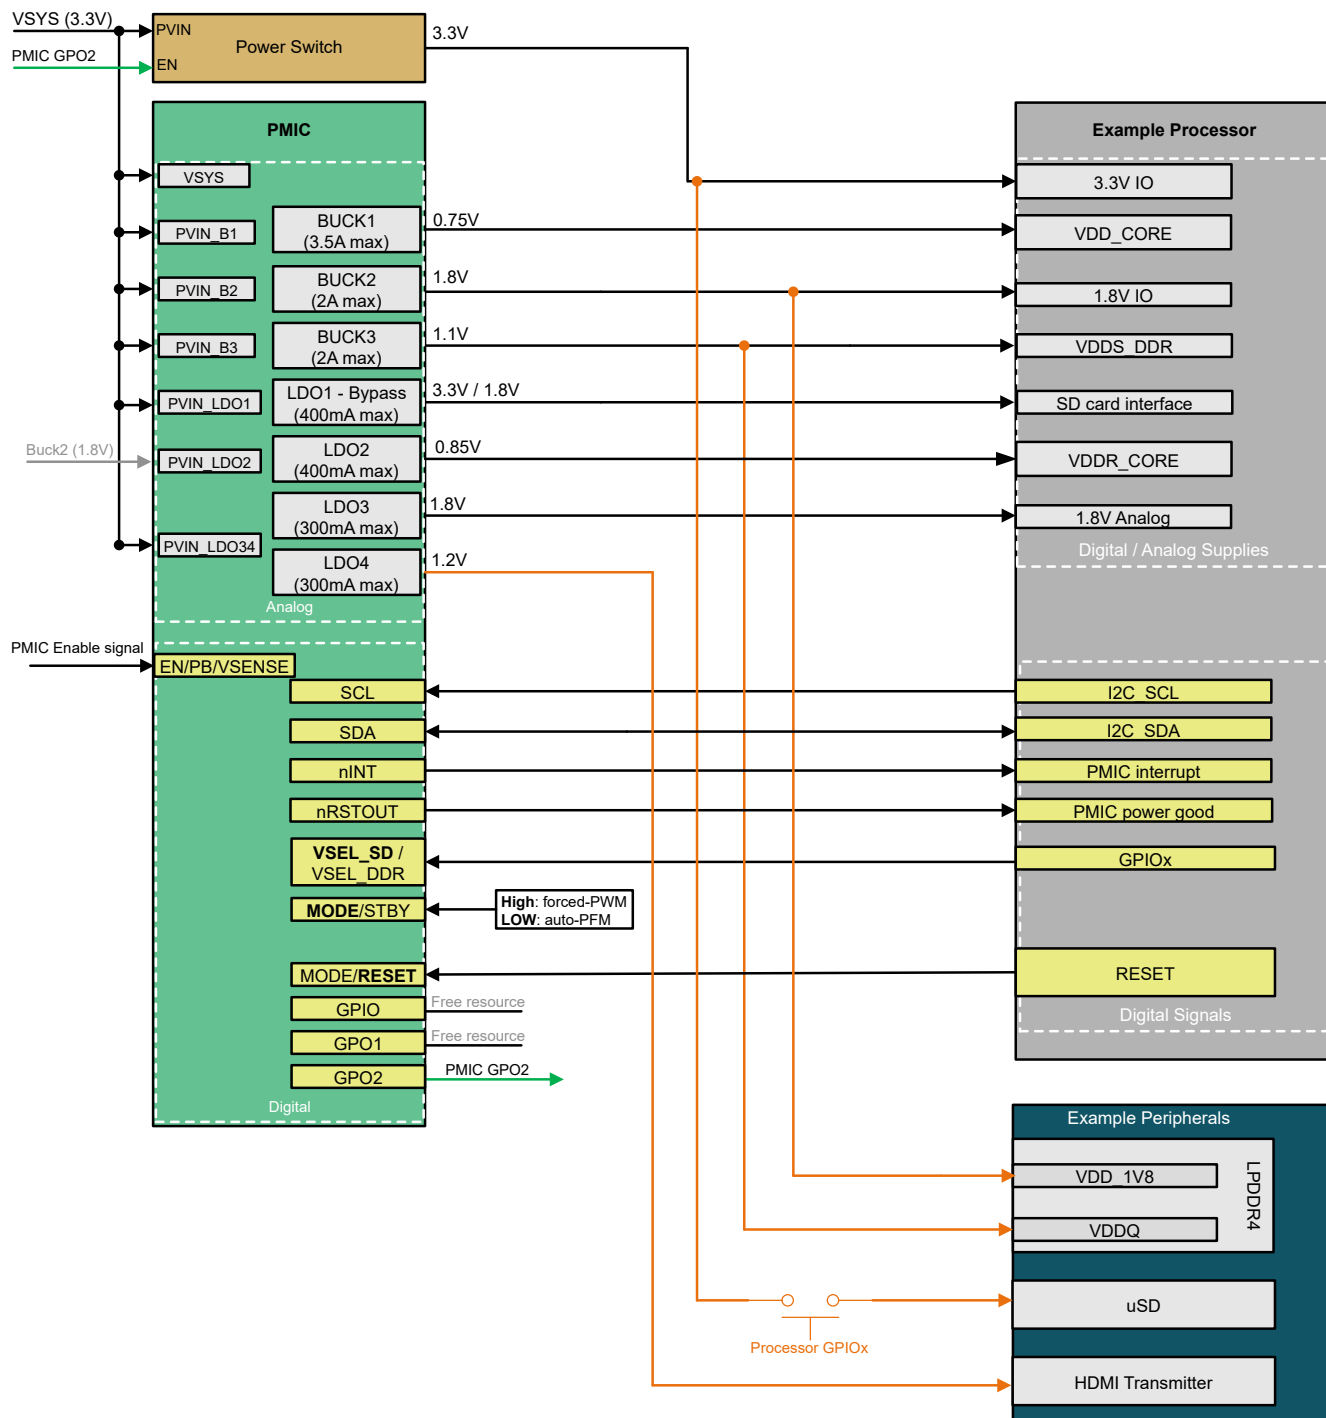 VSYS (3.3V)
PVIN
Power Switch
3.3V
PMIC GPO2
EN
PMIC
Example Processor
VSYS
3.3V IO
PVIN_B1
BUCK1
(3.5A max)
0.75V
VDD_CORE
PVIN_B2
BUCK2
(2A max)
1.8V
1.8V IO
PVIN_B3
BUCK3
(2A max)
1.1V
VDDS_DDR
PVIN_LDO1
LDO1 - Bypass
(400mA max)
3.3V / 1.8V
SD card interface
Buck2 (1.8V)
PVIN_LDO2
LDO2
(400mA max)
0.85V
VDDR_CORE
LDO3
(300mA max)
1.8V
1.8V Analog
PVIN_LDO34
Digital / Analog Supplies
LDO4
(300mA max)
1.2V
Analog
PMIC Enable signal
EN/PB/VSENSE
SCL
I2C_SCL
SDA
I2C_SDA
nINT
PMIC interrupt
nRSTOUT
PMIC power good
VSEL_SD /
VSEL_DDR
GPIOx
MODE/STBY
High: forced-PWM
LOW: auto-PFM
MODE/RESET
RESET
GPIO
Free resource
Digital Signals
GPO1
Free resource
GPO2
PMIC GPO2
Digital
Example Peripherals
VDD_1V8
LPDDR4
VDDQ
uSD
Processor GPIOx
HDMI Transmitter